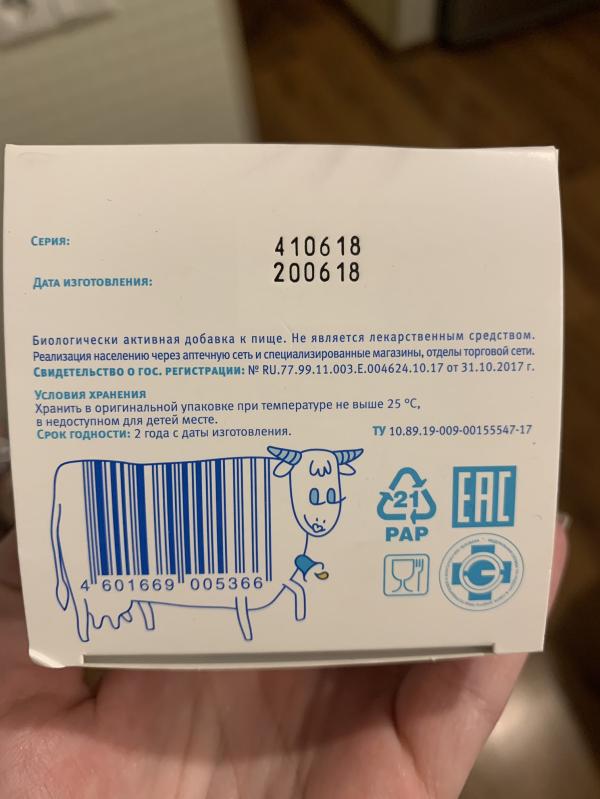 Серия:
410618
Дата изготовления:
200618
Биологически активная добавка к пище. Не является лекарственным средством.
Реализация населению через аптечную сеть и специализированные магазины, отделы торговой сети.
Свидетельство о гос. регистрации: № RU.77.99.11.003.E.004624.10.17 от 31.10.2017 г.
Условия хранения
Хранить в оригинальной упаковке при температуре не выше 25 °C,
в недоступном для детей месте.
Срок годности: 2 года с даты изготовления.
ТУ 10.89.19-009-00155547-17
21
PAP
EAC
4 601669 005366